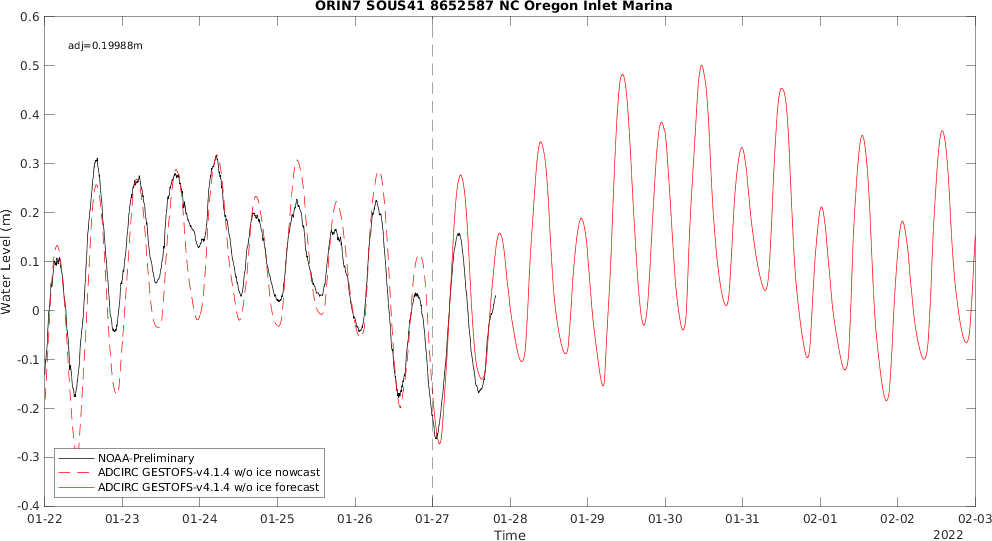 ORIN7 SOUS41 8652587 NC Oregon Inlet Marina
0.6
adj=0.19988m
0.5
0.4
0.3
0.2
0.1
0
-0.1
-0.2
-0.3
-0.4
Water Level (m)
NOAA-Preliminary
ADCIRC GESTOFS-v4.1.4 w/o ice nowcast
ADCIRC GESTOFS-v4.1.4 w/o ice forecast
01-22 01-23 01-24 01-25 01-26 01-27 01-28 01-29 01-30 01-31 02-01 02-02 02-03
Time
2022